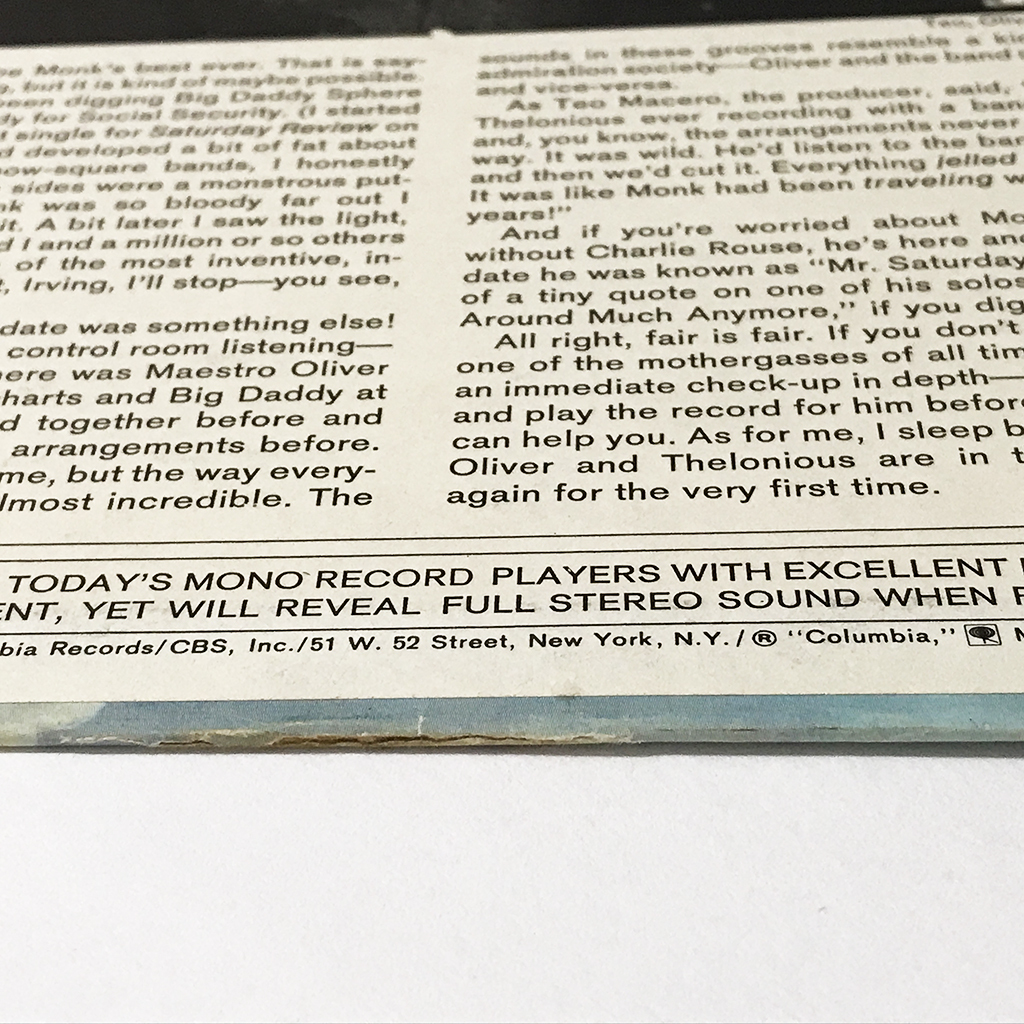 Monk's best ever. That is say-
, but it is kind of maybe possible.
been digging Big Daddy Sphere
dy for Social Security. (I started
single for Saturday Review on
d developed a bit of fat about
ow-square bands, I honestly
sides were a monstrous put-
nk was so bloody far out I
it. A bit later I saw the light,
d I and a million or so others
of the most inventive, in-
, Irving, I'll stop—you see,
date was something else!
control room listening—
ere was Maestro Oliver
harts and Big Daddy at
d together before and
arrangements before.
me, but the way every-
lmost incredible. The
sounds in these grooves resemble a
admiration society—Oliver and the band
and vice-versa.
As Teo Macero, the producer, said,
Thelonious ever recording with a ban
and, you know, the arrangements never
way. It was wild. He'd listen to the ba
and then we'd cut it. Everything jelled
It was like Monk had been traveling w
years!"
And if you're worried about Mo
without Charlie Rouse, he's here and
date he was known as "Mr. Saturday
of a tiny quote on one of his solos
Around Much Anymore," if you dig
All right, fair is fair. If you don't
one of the mothergasses of all tim
an immediate check-up in depth—
and play the record for him before
can help you. As for me, I sleep b
Oliver and Thelonious are in t
again for the very first time.
TODAY'S MONO RECORD PLAYERS WITH EXCELLENT
ENT, YET WILL REVEAL FULL STEREO SOUND WHEN
bia Records/CBS, Inc./51 W. 52 Street, New York, N.Y./® "Columbia,"